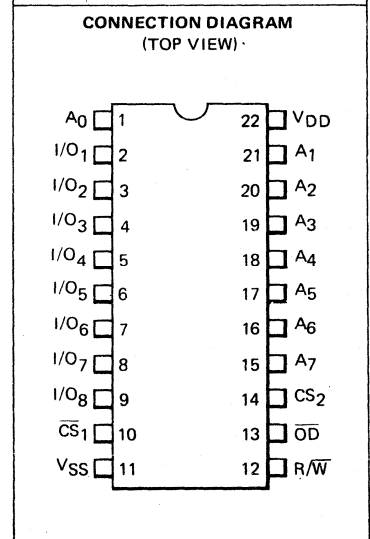 CONNECTION DIAGRAM
(TOP VIEW)
A0 1 22 VDD
I/O1 2 21 A1
I/O2 3 20 A2
I/O3 4 19 A3
I/O4 5 18 A4
I/O5 6 17 A5
I/O6 7 16 A6
I/O7 8 15 A7
I/O8 9 14 CS2
C̅S̅1 10 13 O̅D̅
VSS 11 12 R/W̅